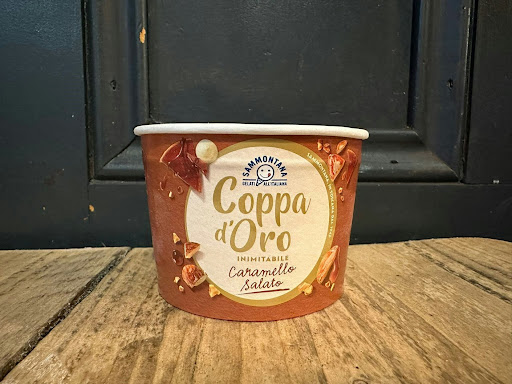 SAMMONTANA
GELATI ALL'ITALIANA
Coppa
d'Oro
INIMITABILE
Caramello
Salato